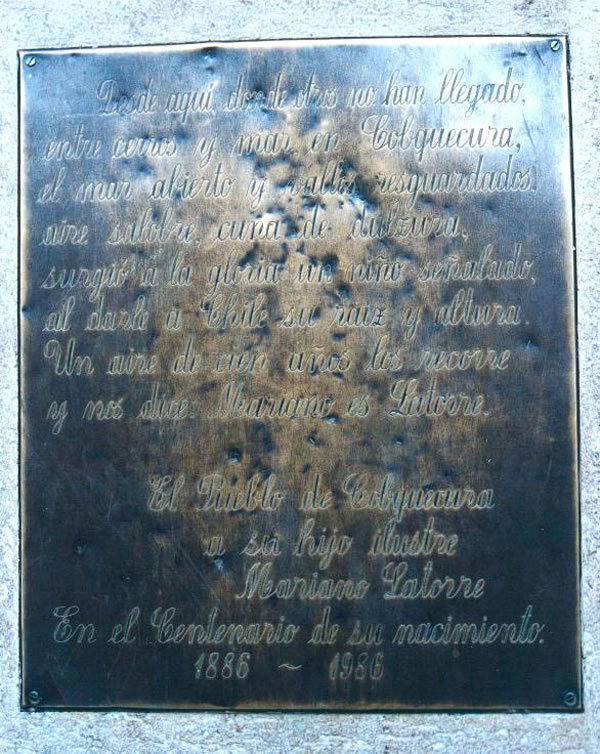 Desde aquí, donde otros no han llegado,
entre cerros y mar en Cobquecura,
el mar abierto y valles resguardados,
aire salobre, cuna de dulzura,
surgió a la gloria un niño señalado,
al darle a Chile su raíz y altura.
Un aire de cien años los recorre
y nos dice: Mariano es Latorre.
El Pueblo de Cobquecura
a su hijo ilustre
Mariano Latorre
En el Centenario de su nacimiento.
1886 ~ 1986